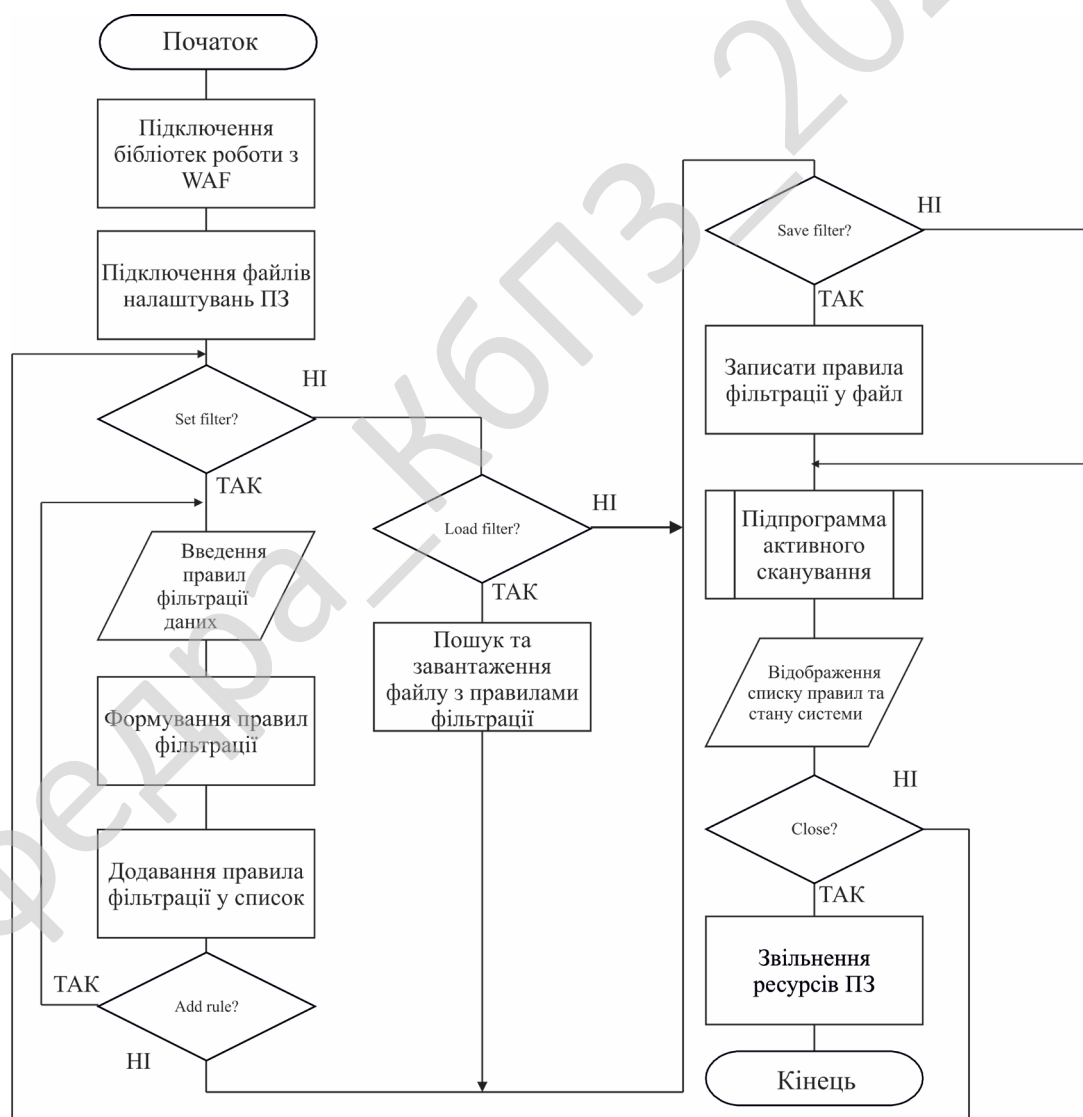 Початок
Підключення
бібліотек роботи з
WAF
Підключення файлів
налаштувань ПЗ
НІ
Set filter?
ТАК
Введення
правил
фільтрації
даних
Формування правил
фільтрації
Додавання правила
фільтрації у список
ТАК
Add rule?
НІ
Load filter?
НІ
ТАК
Пошук та
завантаження
файлу з правилами
фільтрації
Save filter?
НІ
ТАК
Записати правила
фільтрації у файл
Підпрограмма
активного
сканування
Відображення
списку правил та
стану системи
НІ
Close?
ТАК
Звільнення
ресурсів ПЗ
Кінець
федра_КбПЗ_20